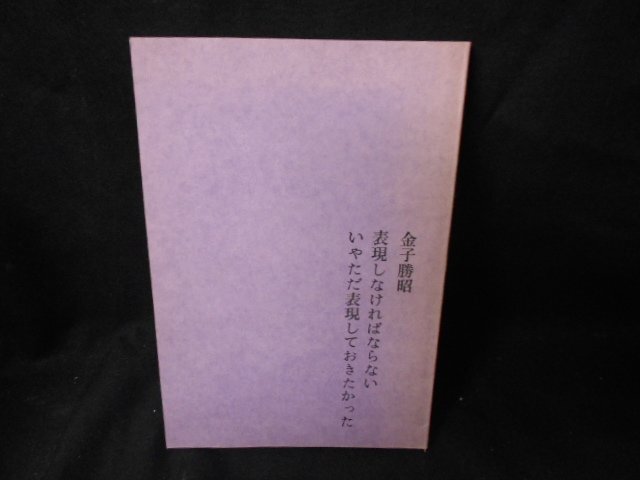 金子勝昭
表現しなければならない
いやただ表現しておきたかった